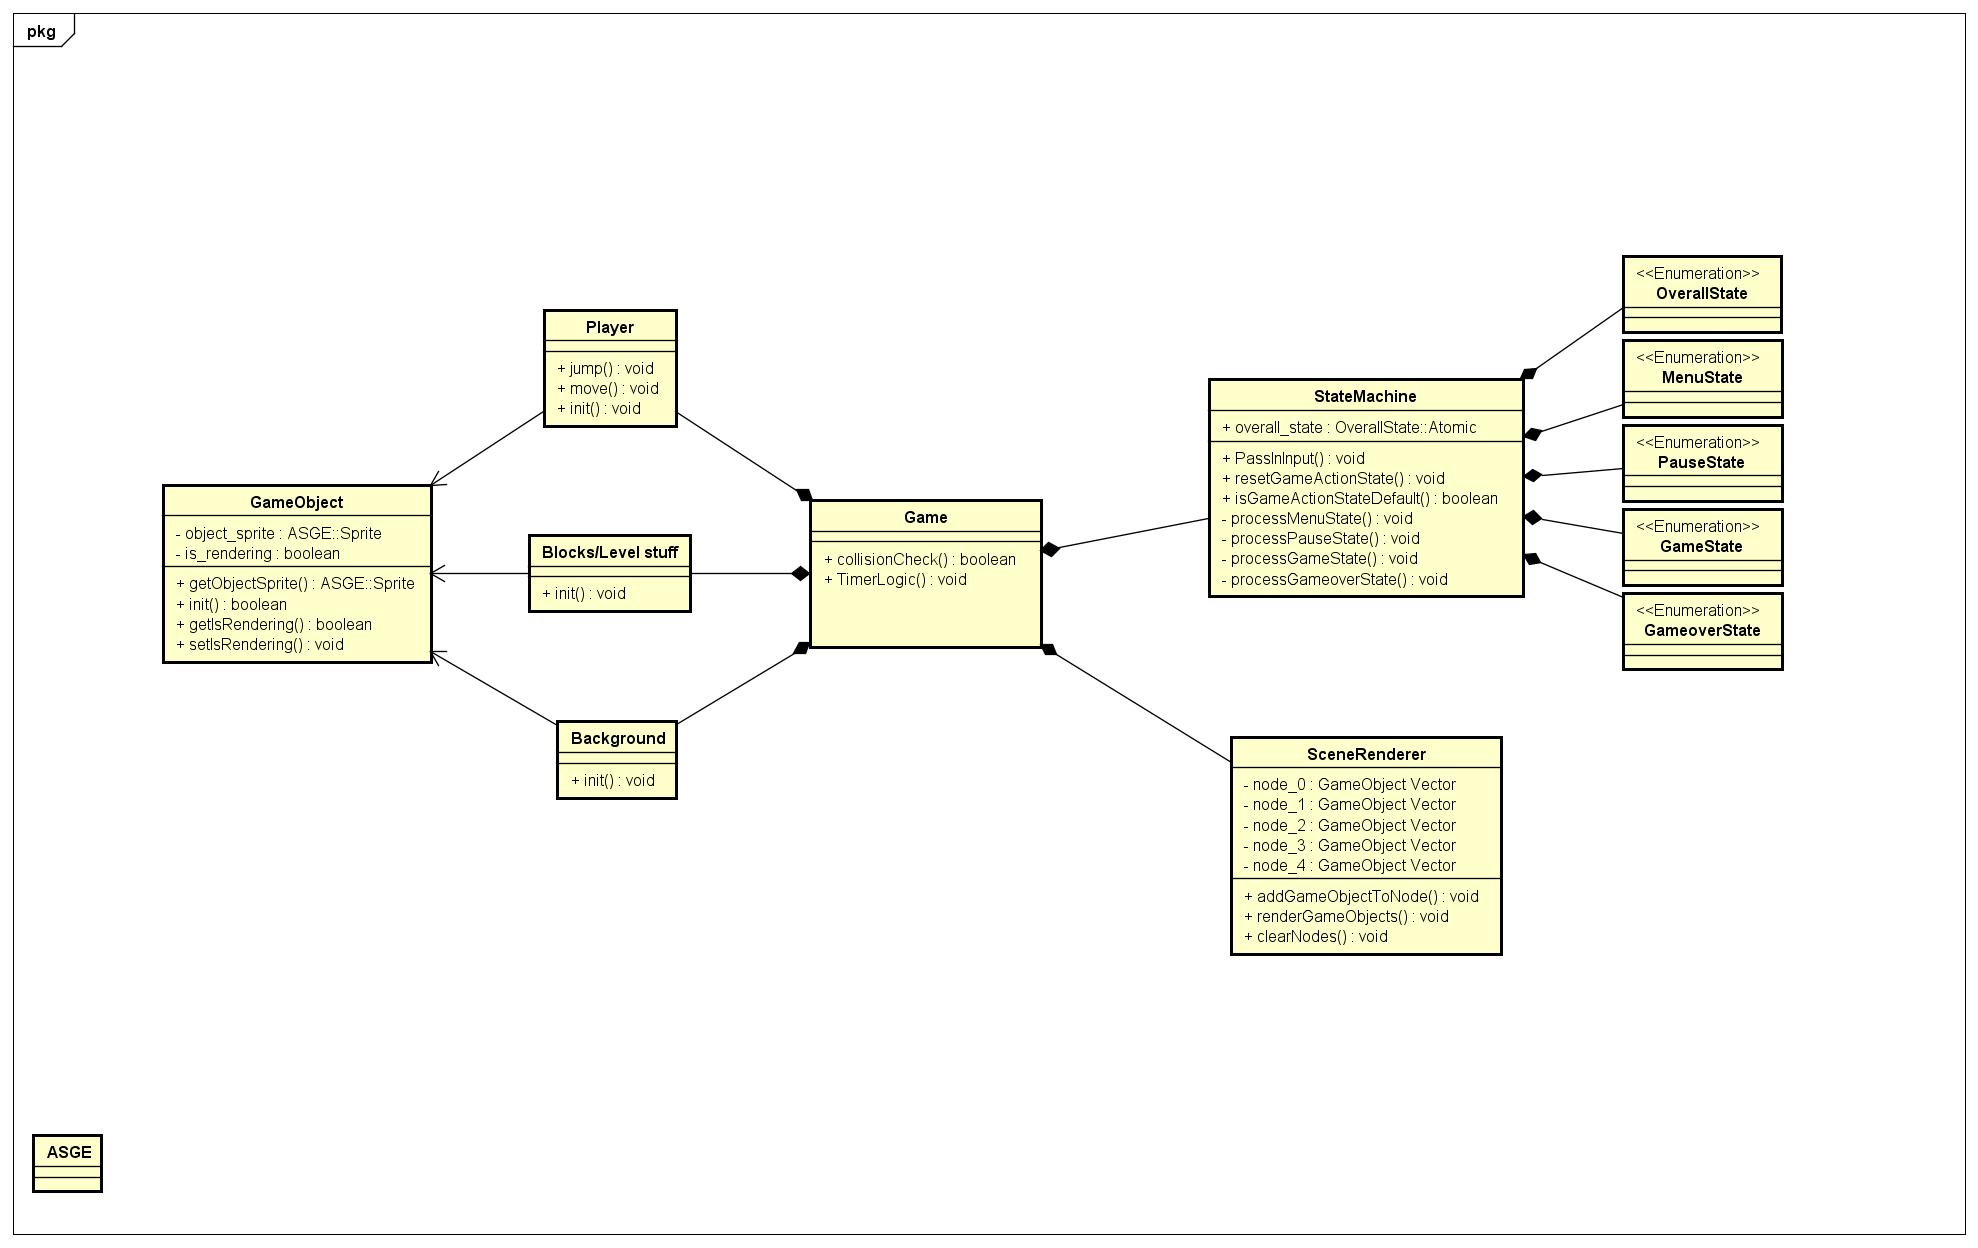 pkg
Player
+ jump() : void
+ move() : void
+ init() : void
GameObject
- object_sprite : ASGE::Sprite
- is_rendering : boolean
+ getObjectSprite() : ASGE::Sprite
+ init() : boolean
+ getIsRendering() : boolean
+ setIsRendering() : void
Blocks/Level stuff
+ init() : void
Background
+ init() : void
Game
+ collisionCheck() : boolean
+ TimerLogic() : void
StateMachine
+ overall_state : OverallState::Atomic
+ PassInInput() : void
+ resetGameActionState() : void
+ isGameActionStateDefault() : boolean
- processMenuState() : void
- processPauseState() : void
- processGameState() : void
- processGameoverState() : void
<<Enumeration>>
OverallState
<<Enumeration>>
MenuState
<<Enumeration>>
PauseState
<<Enumeration>>
GameState
<<Enumeration>>
GameoverState
SceneRenderer
- node_0 : GameObject Vector
- node_1 : GameObject Vector
- node_2 : GameObject Vector
- node_3 : GameObject Vector
- node_4 : GameObject Vector
+ addGameObjectToNode() : void
+ renderGameObjects() : void
+ clearNodes() : void
ASGE